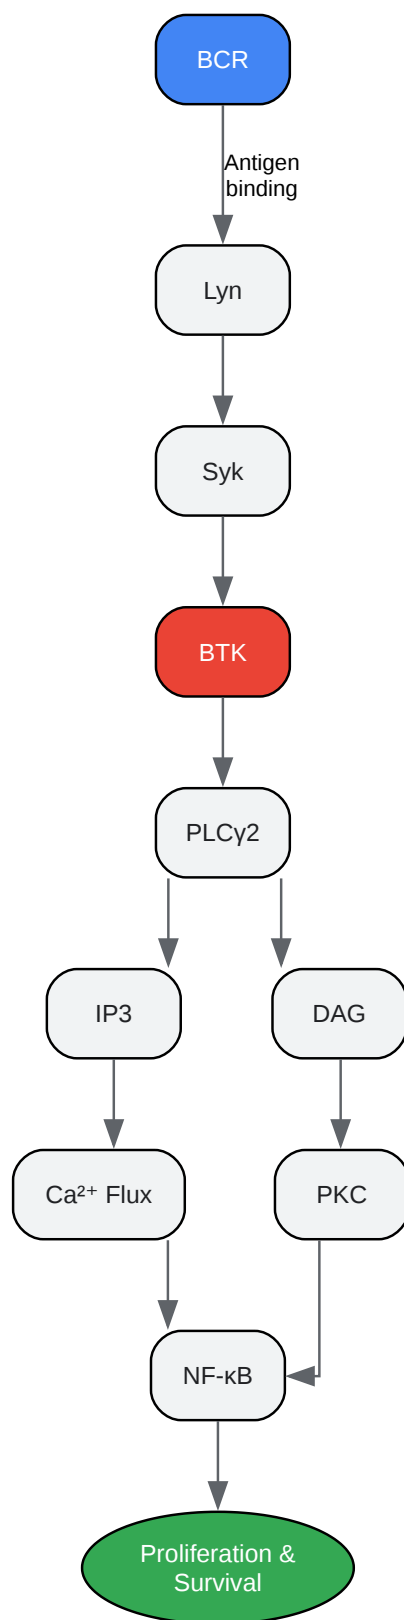 BCR
Antigen
binding
Lyn
Syk
BTK
PLCγ2
IP3
DAG
Ca²⁺ Flux
PKC
NF-κB
Proliferation &
Survival